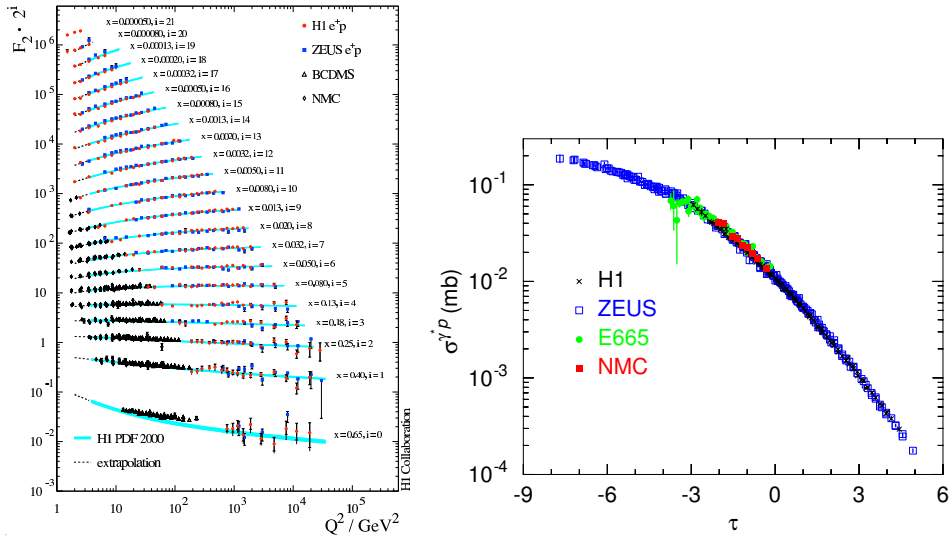 F2 · 2^i
x = 0.000050, i = 21
x = 0.000080, i = 20
x = 0.00013, i = 19
x = 0.00020, i = 18
x = 0.00032, i = 17
x = 0.00050, i = 16
x = 0.00080, i = 15
x = 0.0013, i = 14
x = 0.0020, i = 13
x = 0.0032, i = 12
x = 0.0050, i = 11
x = 0.0080, i = 10
x = 0.013, i = 9
x = 0.020, i = 8
x = 0.032, i = 7
x = 0.050, i = 6
x = 0.080, i = 5
x = 0.13, i = 4
x = 0.18, i = 3
x = 0.25, i = 2
x = 0.40, i = 1
x = 0.65, i = 0
H1 e+p
ZEUS e+p
BCDMS
NMC
H1 PDF 2000
extrapolation
H1 Collaboration
10^6
10^5
10^4
10^3
10^2
10
1
10^-1
10^-2
10^-3
1 10 10^2 10^3 10^4 10^5
Q^2 / GeV^2
σ^γ*p (mb)
10^-1
10^-2
10^-3
10^-4
H1
ZEUS
E665
NMC
-9 -6 -3 0 3 6
τ